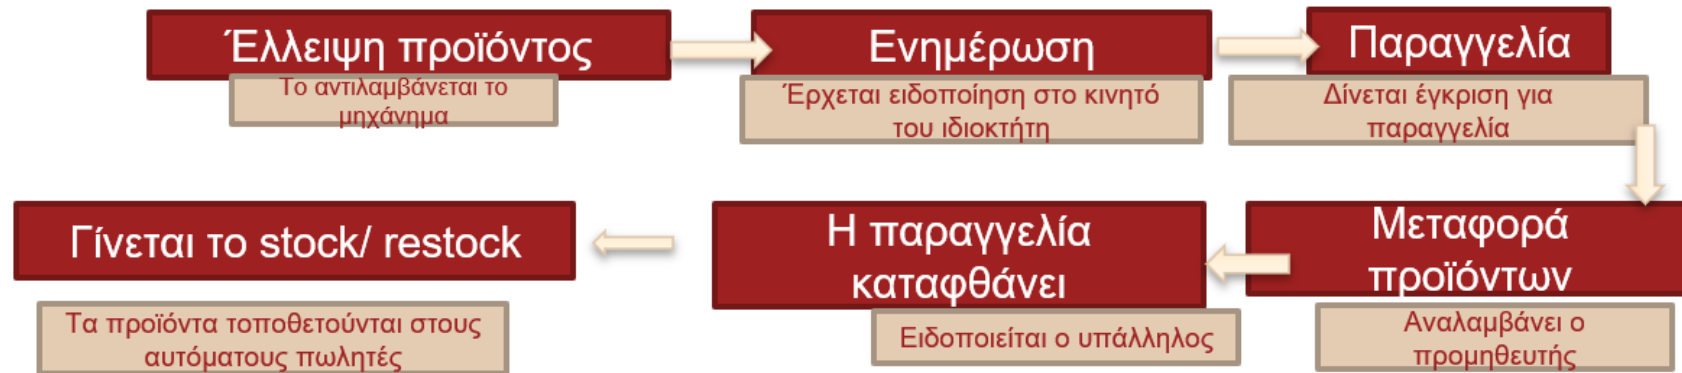 Έλλειψη προϊόντος
Το αντιλαμβάνεται το
μηχάνημα
Ενημέρωση
Έρχεται ειδοποίηση στο κινητό
του ιδιοκτήτη
Παραγγελία
Δίνεται έγκριση για
παραγγελία
Μεταφορά
προϊόντων
Αναλαμβάνει ο
προμηθευτής
Η παραγγελία
καταφθάνει
Ειδοποιείται ο υπάλληλος
Γίνεται το stock/ restock
Τα προϊόντα τοποθετούνται στους
αυτόματους πωλητές